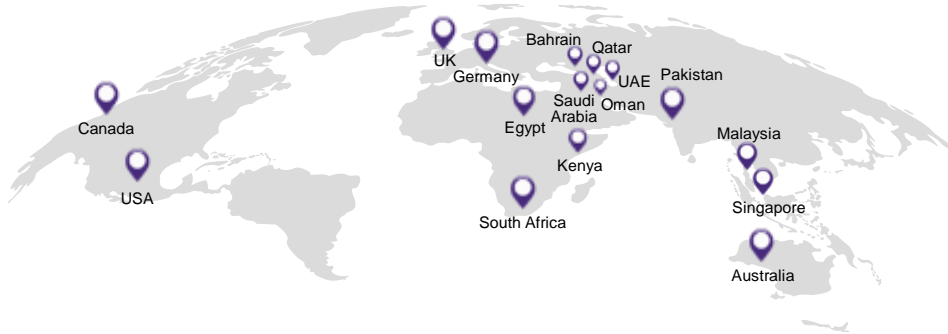 Bahrain
Qatar
UK
Germany
UAE
Pakistan
Saudi
Arabia
Oman
Canada
Egypt
Malaysia
Kenya
USA
Singapore
South Africa
Australia